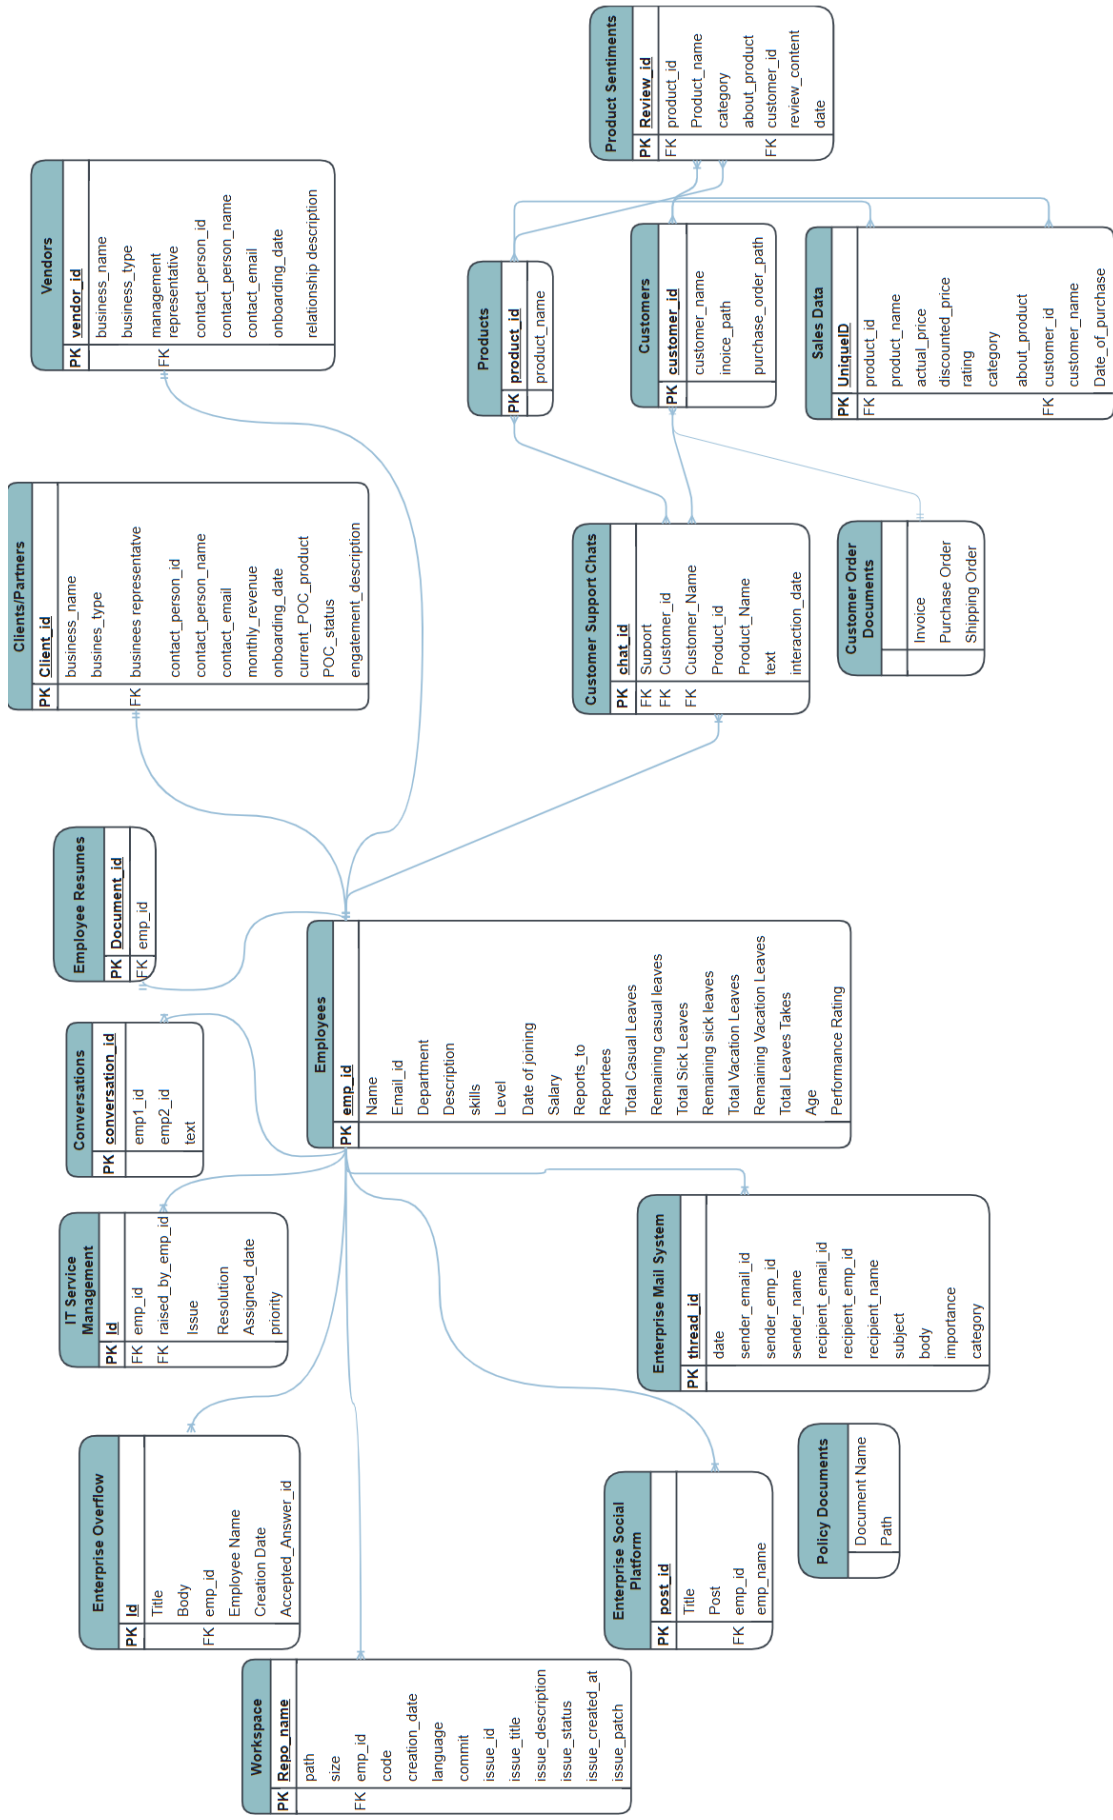 Workspace
PK Repo_name
path
size
FK emp_id
code
creation_date
language
commit
issue_id
issue_title
issue_description
issue_status
issue_created_at
issue_patch
Enterprise Overflow
PK Id
Title
Body
FK emp_id
Employee Name
Creation Date
Accepted_Answer_id
IT Service
Management
PK Id
FK emp_id
FK raised_by_emp_id
Issue
Resolution
Assigned_date
priority
Conversations
PK conversation_id
emp1_id
emp2_id
text
Employee Resumes
PK Document_id
FK emp_id
Clients/Partners
PK Client_id
business_name
busines_type
FK businees representatve
contact_person_id
contact_person_name
contact_email
monthly_revenue
onboarding_date
current_POC_product
POC_status
engatement_description
Vendors
PK vendor_id
business_name
business_type
FK management
representative
contact_person_id
contact_person_name
contact_email
onboarding_date
relationship description
Employees
PK emp_id
Name
Email_id
Department
Description
skills
Level
Date of joining
Salary
Reports_to
Reportees
Total Casual Leaves
Remaining casual leaves
Total Sick Leaves
Remaining sick leaves
Total Vacation Leaves
Remaining Vacation Leaves
Total Leaves Takes
Age
Performance Rating
Enterprise Social
Platform
PK post_id
Title
Post
FK emp_id
emp_name
Enterprise Mail System
PK thread_id
date
sender_email_id
sender_emp_id
sender_name
recipient_email_id
recipient_emp_id
recipient_name
subject
body
importance
category
Policy Documents
Document Name
Path
Customer Support Chats
PK chat_id
FK Support
FK Customer_id
FK Customer_Name
Product_id
Product_Name
text
interaction_date
Customer Order
Documents
Invoice
Purchase Order
Shipping Order
Products
PK product_id
product_name
Customers
PK customer_id
customer_name
inoice_path
purchase_order_path
Sales Data
PK UniqueID
FK product_id
product_name
actual_price
discounted_price
rating
category
about_product
FK customer_id
customer_name
Date_of_purchase
Product Sentiments
PK Review_id
FK product_id
Product_name
category
about_product
FK customer_id
review_content
date